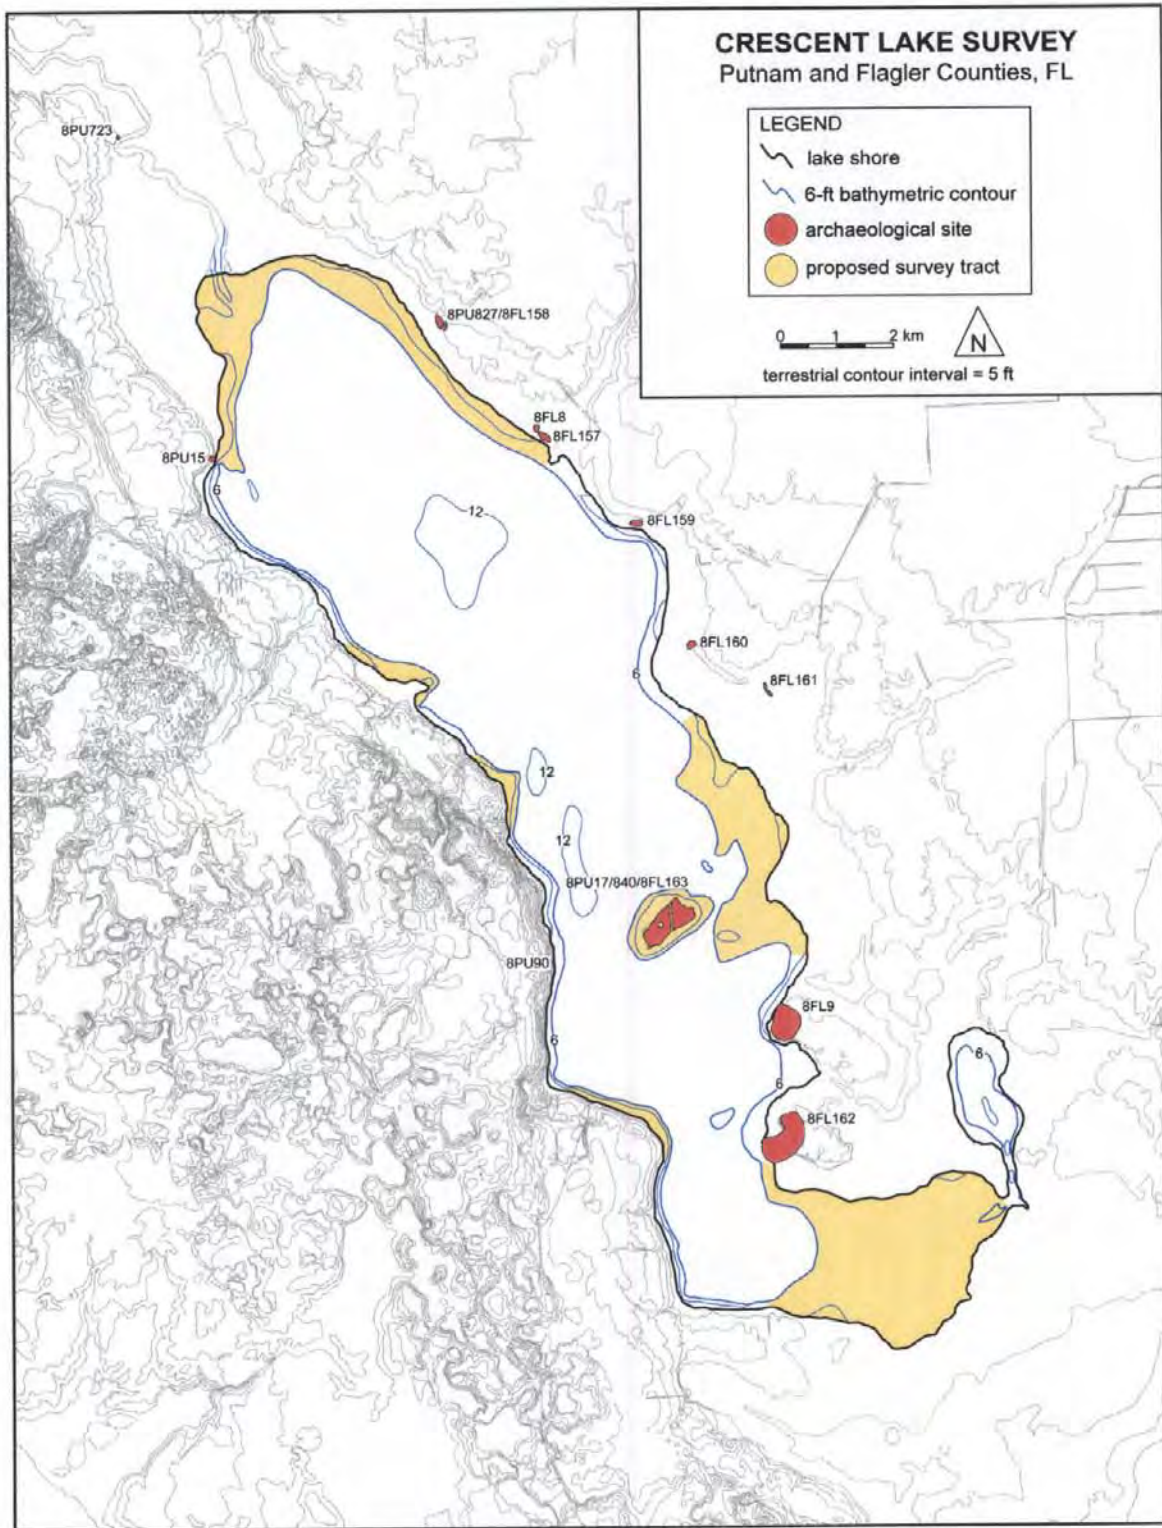 CRESCENT LAKE SURVEY
Putnam and Flagler Counties, FL
LEGEND
lake shore
6-ft bathymetric contour
archaeological site
proposed survey tract
0 1 2 km
N
terrestrial contour interval = 5 ft
8PU723
8PU827/8FL158
8FL8
8FL157
8PU15
6
12
8FL159
8FL160
6
8FL161
12
12
8PU17/840/8FL163
8PU90
8FL9
6
6
6
8FL162